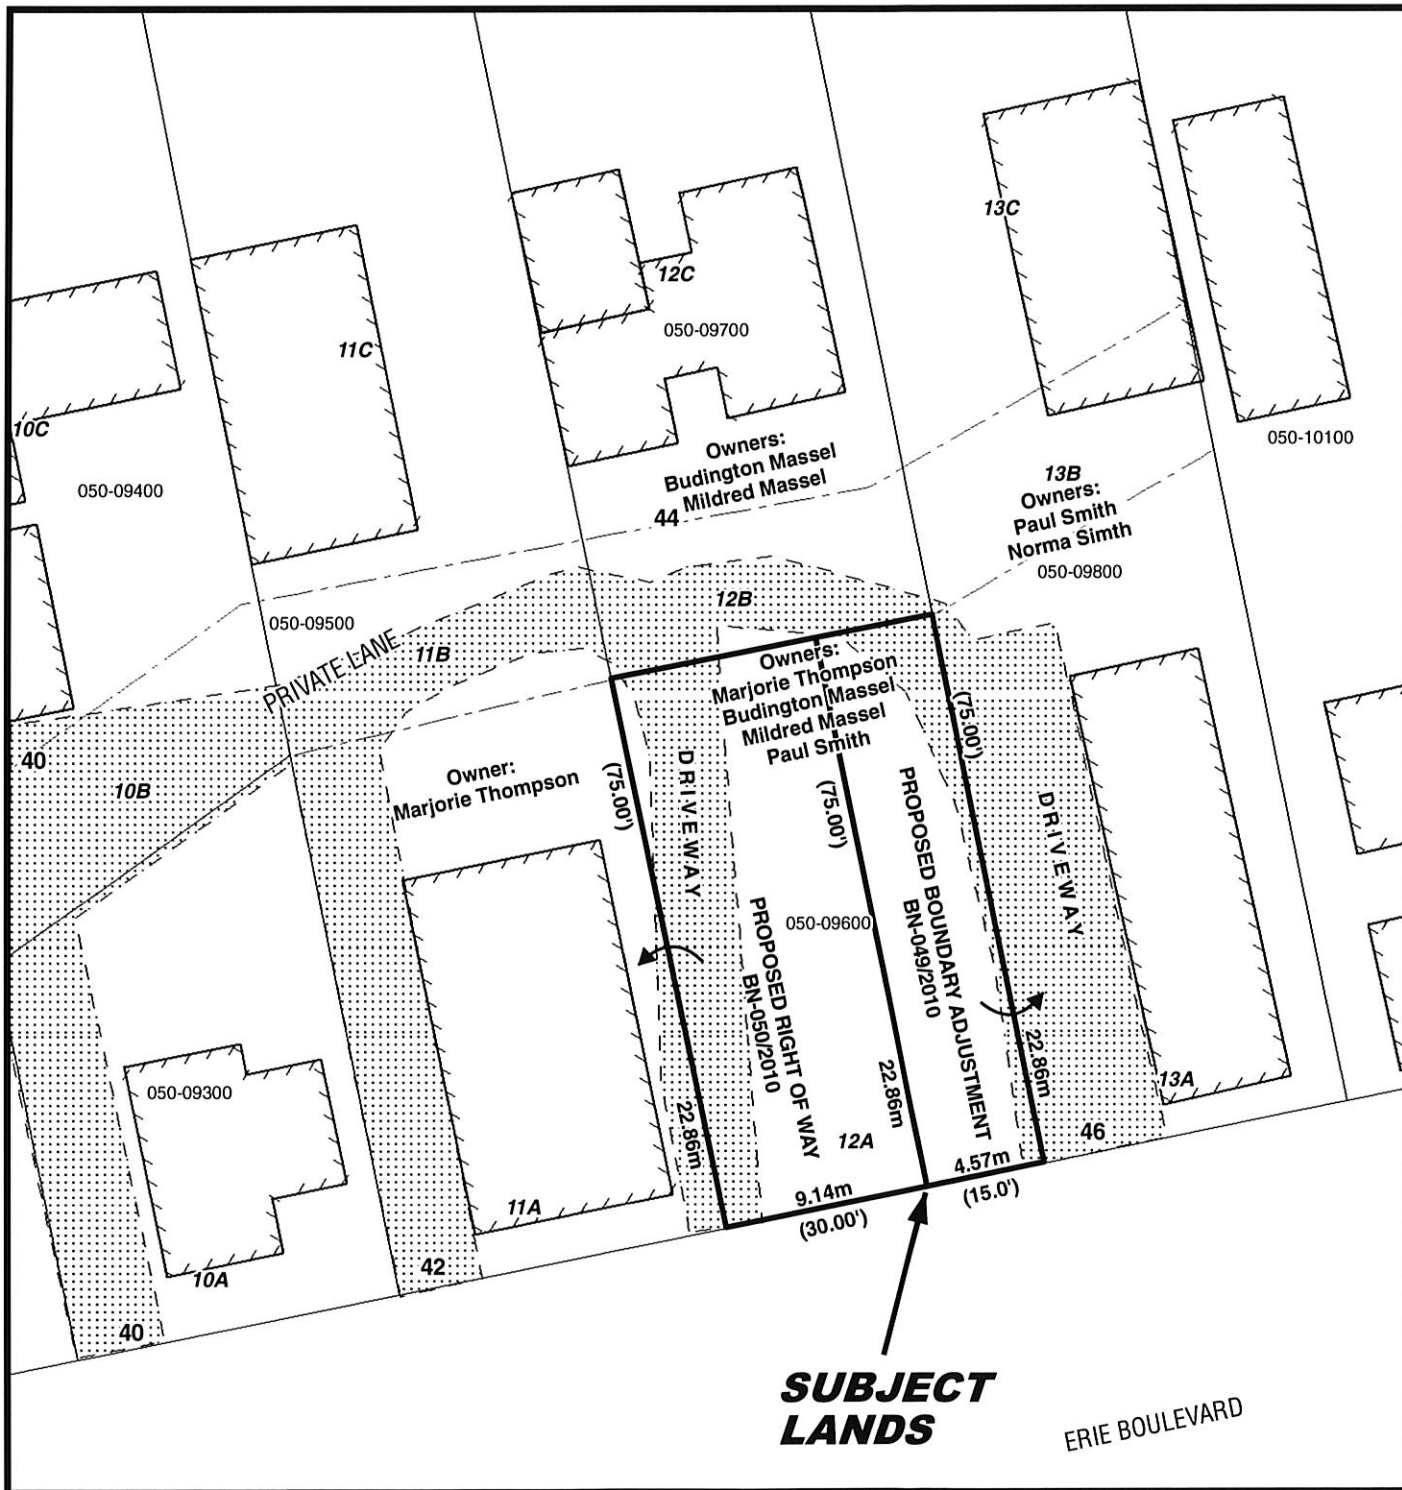 13C
12C
050-09700
11C
10C
050-09400
050-10100
Owners:
Budington Massel
Mildred Massel
44
13B
Owners:
Paul Smith
Norma Simth
050-09800
12B
050-09500
PRIVATE LANE
11B
40
10B
Owner:
Marjorie Thompson
Owners:
Marjorie Thompson
Budington Massel
Mildred Massel
Paul Smith
(75.00')
DRIVEWAY
(75.00')
(75.00')
DRIVEWAY
PROPOSED RIGHT OF WAY
BN-050/2010
050-09600
PROPOSED BOUNDARY ADJUSTMENT
BN-049/2010
22.86m
22.86m
22.86m
050-09300
12A
13A
46
9.14m
(30.00')
4.57m
(15.0')
11A
42
10A
40
SUBJECT
LANDS
ERIE BOULEVARD